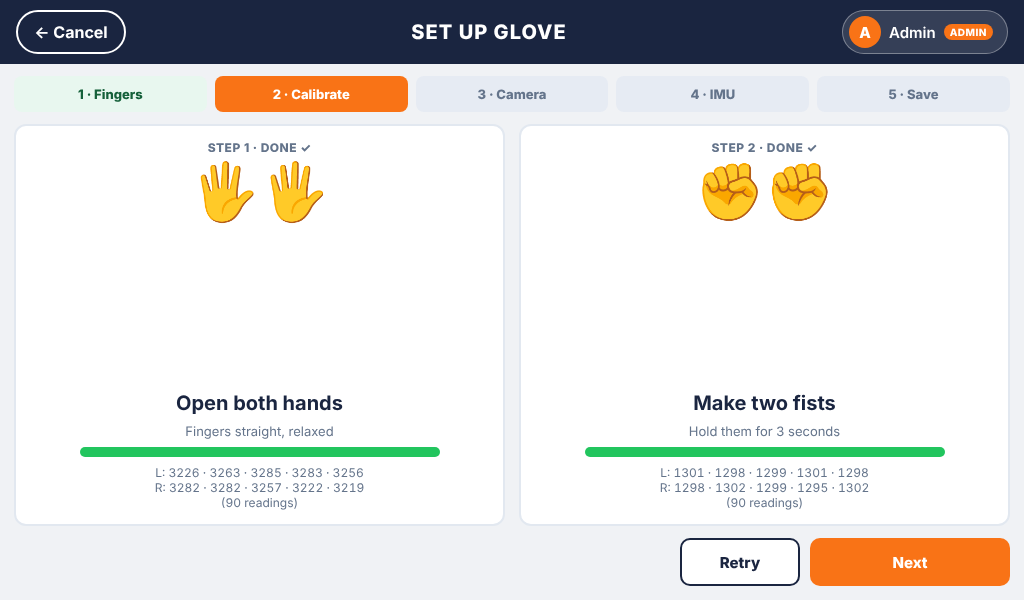 ← Cancel
SET UP GLOVE
A Admin ADMIN
1 · Fingers
2 · Calibrate
3 · Camera
4 · IMU
5 · Save
STEP 1 · DONE ✓
Open both hands
Fingers straight, relaxed
L: 3226 · 3263 · 3285 · 3283 · 3256
R: 3282 · 3282 · 3257 · 3222 · 3219
(90 readings)
STEP 2 · DONE ✓
Make two fists
Hold them for 3 seconds
L: 1301 · 1298 · 1299 · 1301 · 1298
R: 1298 · 1302 · 1299 · 1295 · 1302
(90 readings)
Retry
Next